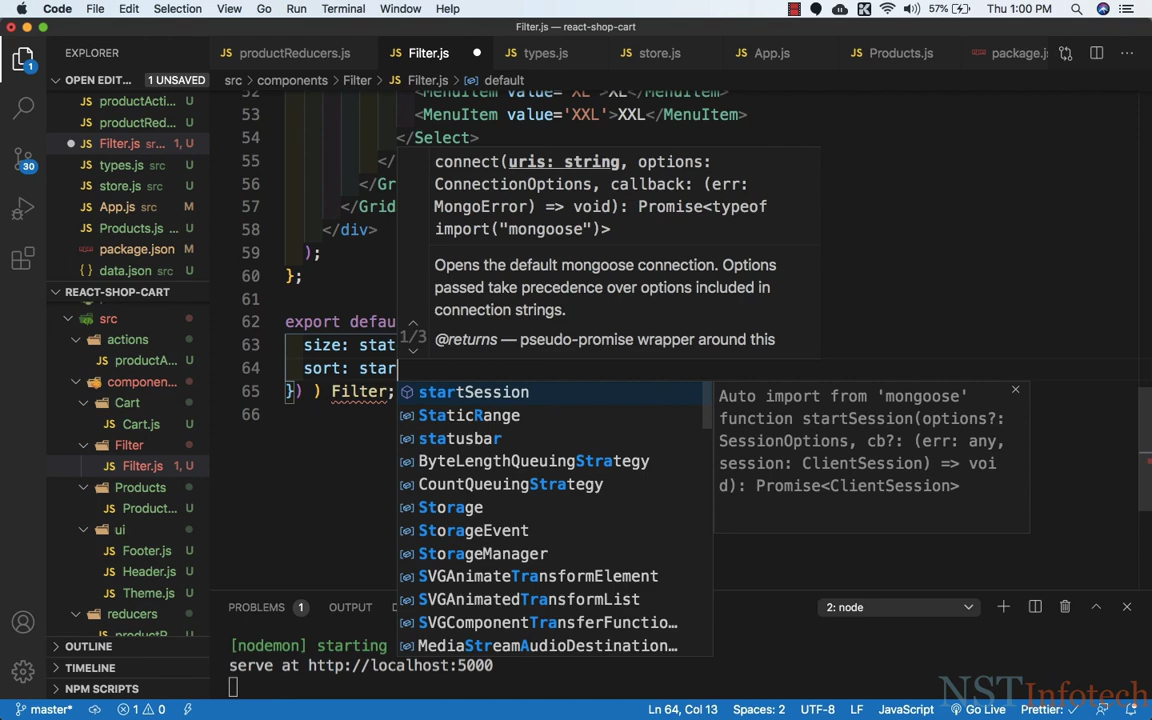 Code File Edit Selection View Go Run Terminal Window Help 57% Thu 1:00 PM
Filter.js — react-shop-cart
EXPLORER
JS productReducers.js JS Filter.js JS types.js JS store.js JS App.js JS Products.js package.js
OPEN EDIT... 1 UNSAVED
src components Filter JS Filter.js default
JS productActi... U
JS productRed... U
JS Filter.js sr... 1, U
JS types.js src U
JS store.js src U
JS App.js src M
JS Products.js ... U
package.json M
{ } data.json src U
REACT-SHOP-CART
src
actions
JS productA... U
componen...
Cart
JS Cart.js U
Filter
JS Filter.js 1, U
Products
JS Product... U
ui
JS Footer.js U
JS Header.js U
JS Theme.js U
reducers
OUTLINE
TIMELINE
NPM SCRIPTS
52 <MenuItem value='XL'>XL</MenuItem>
53 <MenuItem value='XXL'>XXL</MenuItem>
54 </Select>
55 </
56 </Gr
57 </Grid
58 </div>
59 );
60 };
61
62 export defau
63 size: stat
64 sort: star
65 }) ) Filter;
66
connect(uris: string, options:
ConnectionOptions, callback: (err:
MongoError) => void): Promise<typeof
import("mongoose")>
Opens the default mongoose connection. Options
passed take precedence over options included in
connection strings.
1/3
@returns — pseudo-promise wrapper around this
startSession
StaticRange
statusbar
ByteLengthQueuingStrategy
CountQueuingStrategy
Storage
StorageEvent
StorageManager
SVGAnimateTransformElement
SVGAnimatedTransformList
SVGComponentTransferFunctio...
MediaStreamAudioDestination...
Auto import from 'mongoose'
function startSession(options?:
SessionOptions, cb?: (err: any,
session: ClientSession) => voi
d): Promise<ClientSession>
PROBLEMS 1 OUTPUT
2: node
[nodemon] starting
serve at http://localhost:5000
NSTInfotech
master* 1 0 Ln 64, Col 13 Spaces: 2 UTF-8 LF JavaScript Go Live Prettier: ✓